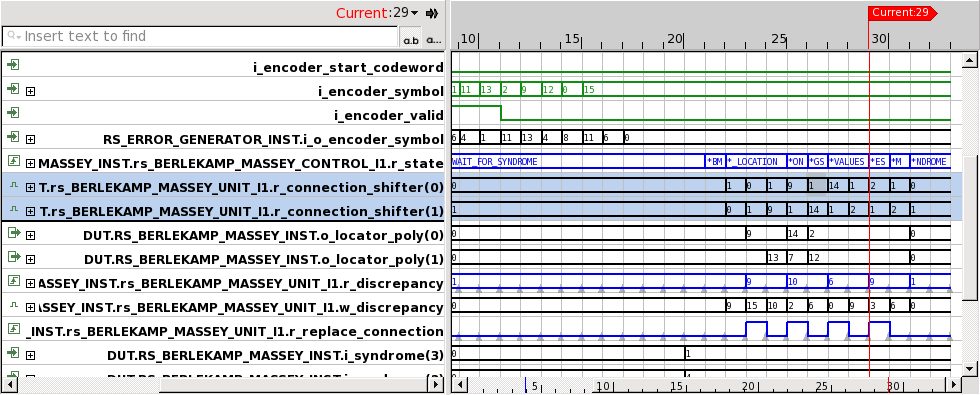 Current:29
Current:29
Insert text to find
a.b
a...
10 15 20 25 30
i_encoder_start_codeword
i_encoder_symbol 1 11 13 2 9 12 0 15
i_encoder_valid
RS_ERROR_GENERATOR_INST.i_o_encoder_symbol 6 4 1 11 13 4 8 11 6 0
MASSEY_INST.rs_BERLEKAMP_MASSEY_CONTROL_I1.r_state WAIT_FOR_SYNDROME *BM *_LOCATION *ON *GS *VALUES *ES *M *NDROME
T.rs_BERLEKAMP_MASSEY_UNIT_I1.r_connection_shifter(0) 0 1 0 1 9 1 14 1 2 1 0
T.rs_BERLEKAMP_MASSEY_UNIT_I1.r_connection_shifter(1) 1 0 1 9 1 14 1 2 1 2 1
DUT.RS_BERLEKAMP_MASSEY_INST.o_locator_poly(0) 0 9 14 2 0
DUT.RS_BERLEKAMP_MASSEY_INST.o_locator_poly(1) 0 13 7 12 0
ASSEY_INST.rs_BERLEKAMP_MASSEY_UNIT_I1.r_discrepancy 1 9 10 6 9 1
ASSEY_INST.rs_BERLEKAMP_MASSEY_UNIT_I1.w_discrepancy 0 9 15 10 2 6 0 9 3 6 0
_INST.rs_BERLEKAMP_MASSEY_UNIT_I1.r_replace_connection
DUT.RS_BERLEKAMP_MASSEY_INST.i_syndrome(3) 0 1
5 10 15 20 25 30